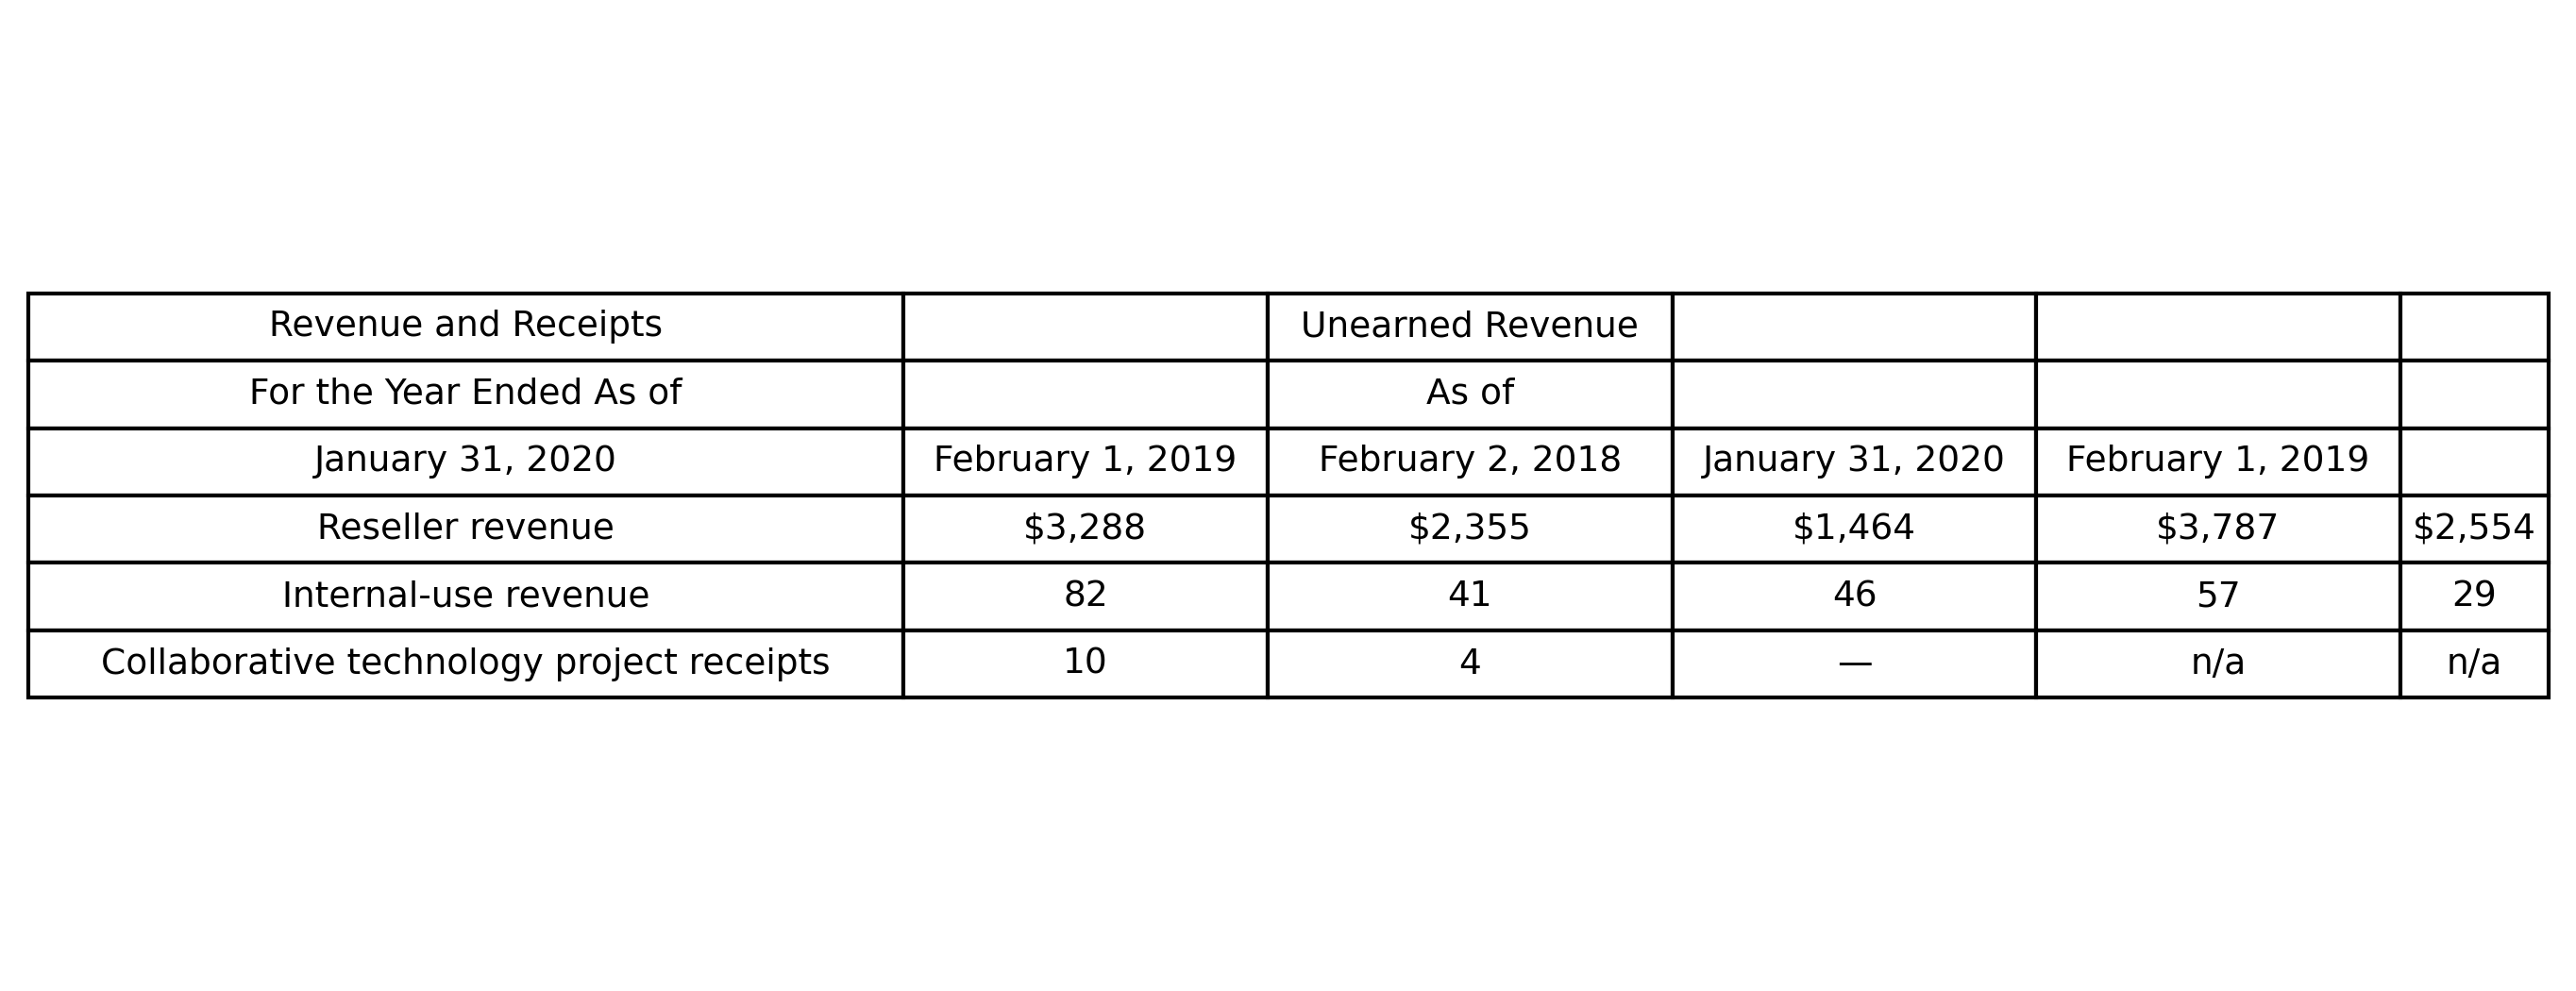 Revenue and Receipts Unearned Revenue
For the Year Ended As of As of
January 31, 2020 February 1, 2019 February 2, 2018 January 31, 2020 February 1, 2019
Reseller revenue $3,288 $2,355 $1,464 $3,787 $2,554
Internal-use revenue 82 41 46 57 29
Collaborative technology project receipts 10 4 — n/a n/a